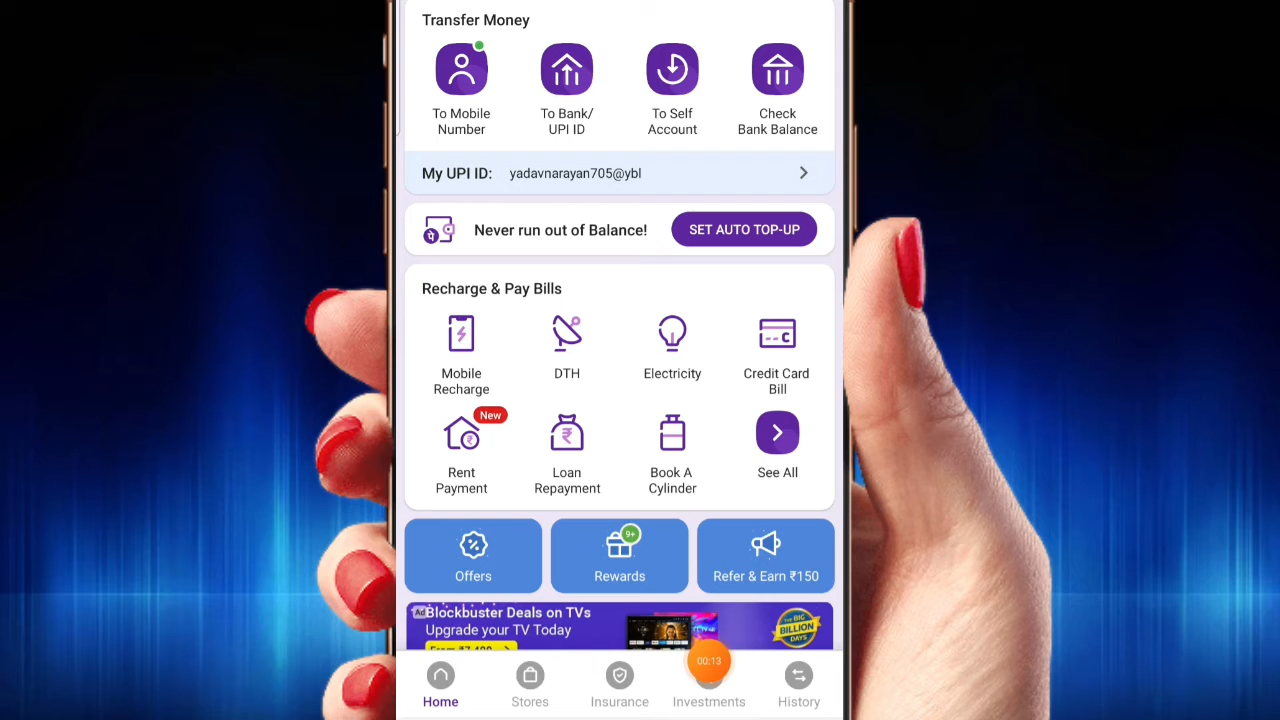 Transfer Money
To Mobile
Number
To Bank/
UPI ID
To Self
Account
Check
Bank Balance
My UPI ID: yadavnarayan705@ybl
पे
Never run out of Balance!
SET AUTO TOP-UP
Recharge & Pay Bills
Mobile
Recharge
DTH
Electricity
C
Credit Card
Bill
New
₹
Rent
Payment
₹
Loan
Repayment
Book A
Cylinder
See All
Offers
9+
Rewards
Refer & Earn ₹150
Ad
Blockbuster Deals on TVs
Upgrade your TV Today
From ₹7,499
THE BIG
BILLION
DAYS
00:13
Home
Stores
Insurance
Investments
History